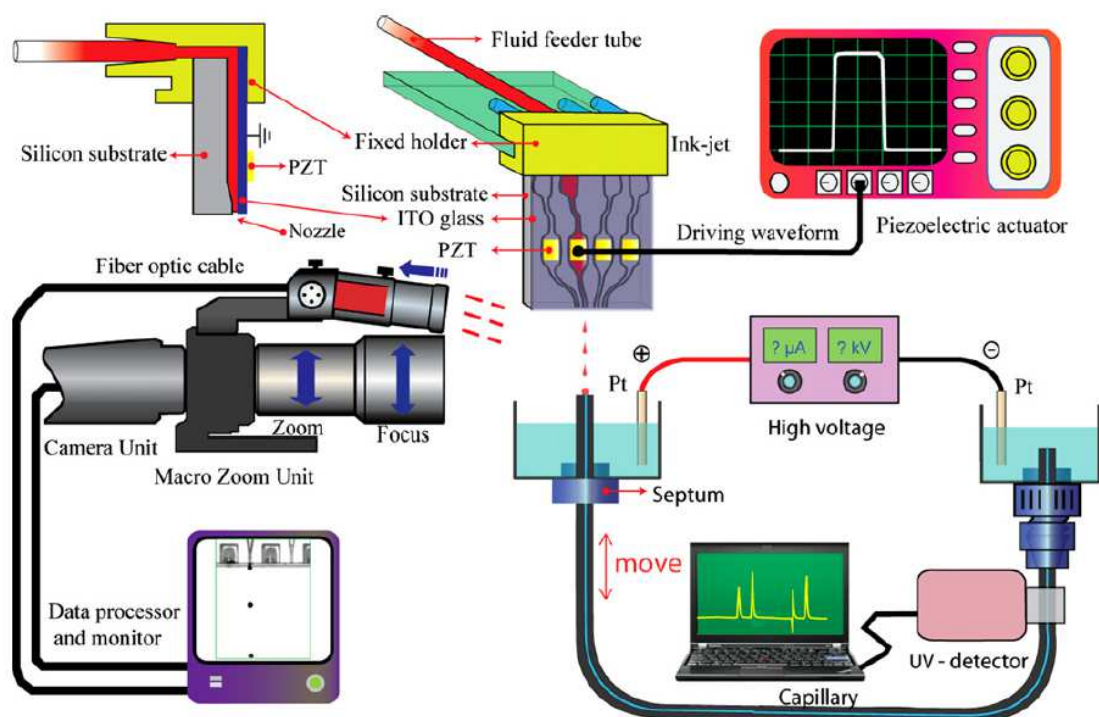 Fluid feeder tube
Fixed holder
Ink-jet
Silicon substrate
PZT
Silicon substrate
ITO glass
Nozzle
PZT
Driving waveform
Piezoelectric actuator
Fiber optic cable
Camera Unit
Zoom
Focus
Macro Zoom Unit
⊕
Pt
? μA
? kV
⊖
Pt
High voltage
Septum
move
Data processor
and monitor
UV - detector
Capillary